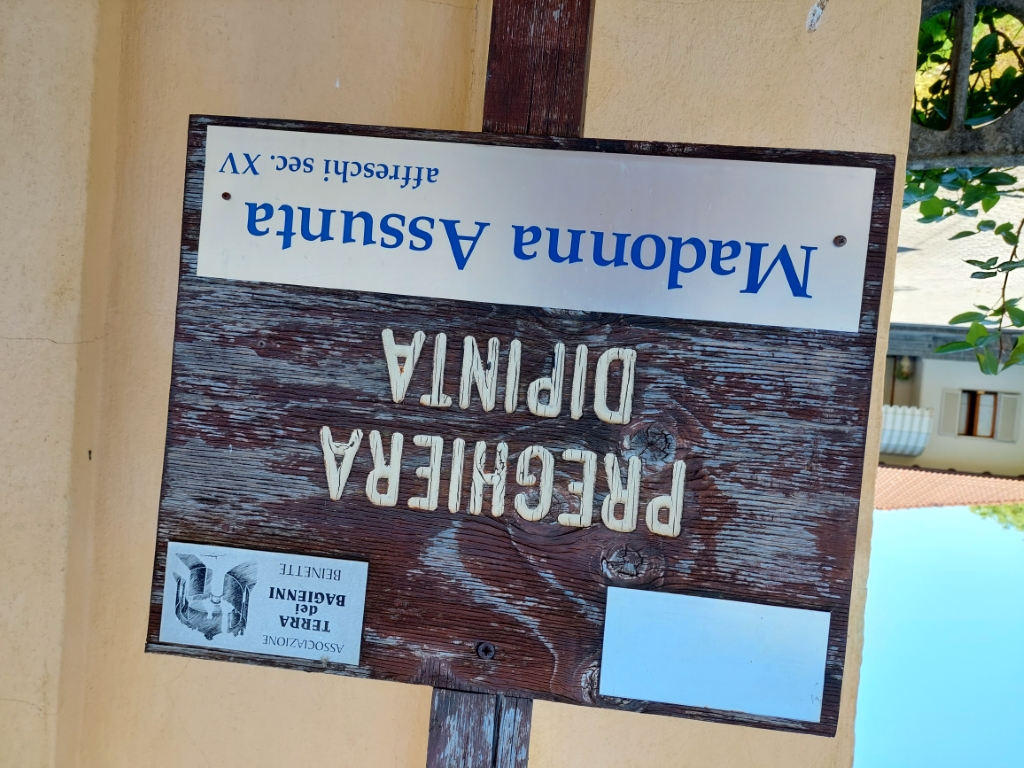 ASSOCIAZIONE
TERRA
dei
BAGIENNI
BEINETTE
PREGHIERA
DIPINTA
Madonna Assunta
affreschi sec. XV